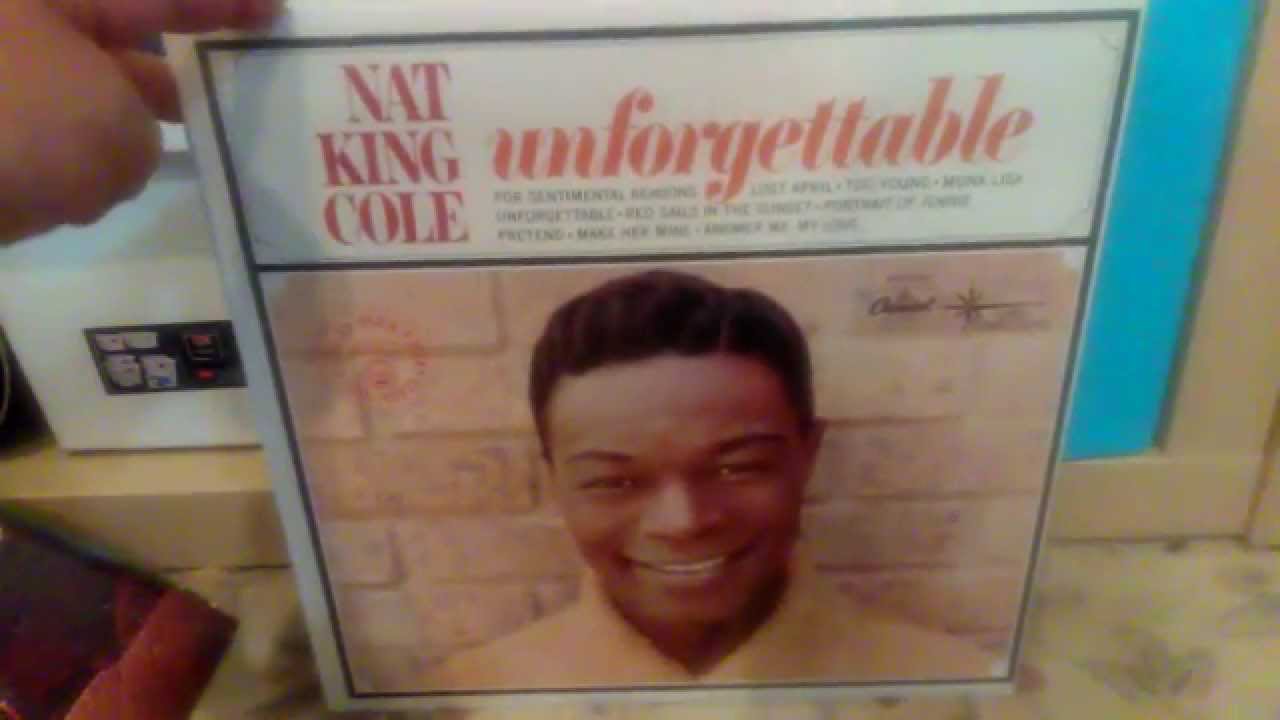 NAT
KING
COLE
unforgettable
FOR SENTIMENTAL REASONS LOST APRIL • TOO YOUNG • MONA LISA
UNFORGETTABLE • RED SAILS IN THE SUNSET • PORTRAIT OF JENNIE
PRETEND • MAKE HER MINE • ANSWER ME, MY LOVE
Capitol